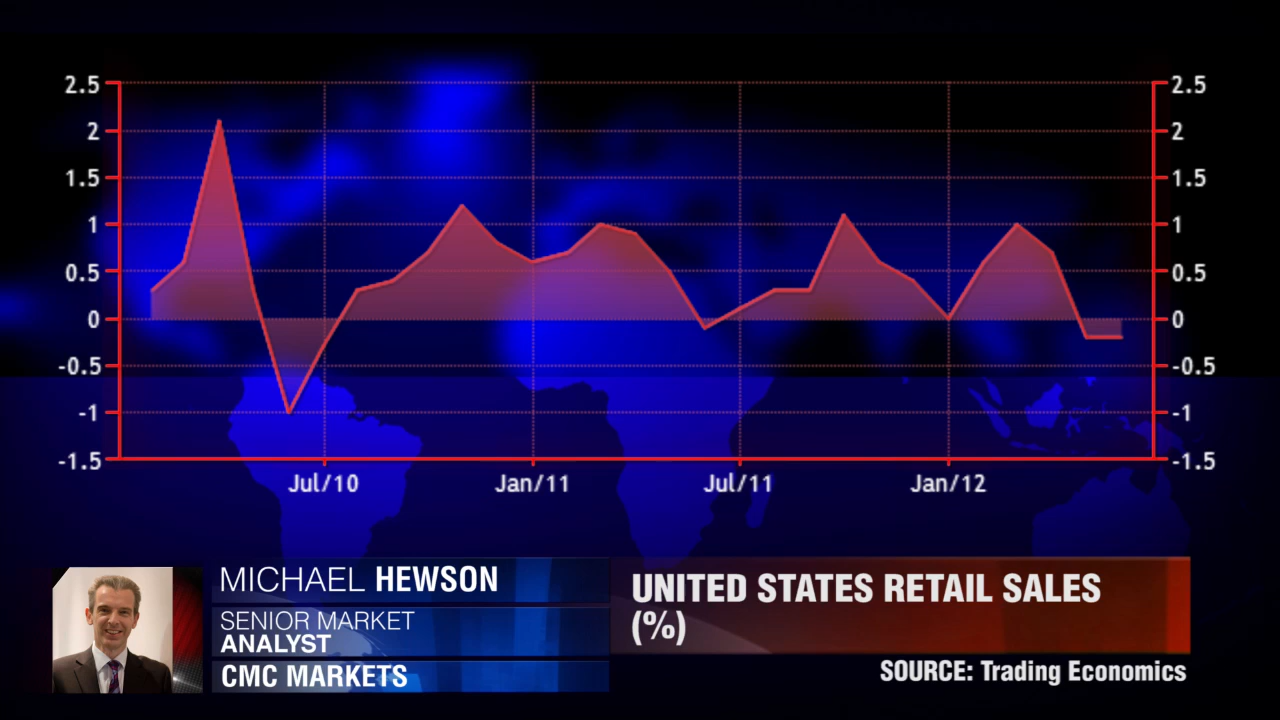 2.5 2.5
2 2
1.5 1.5
1 1
0.5 0.5
0 0
-0.5 -0.5
-1 -1
-1.5 -1.5
Jul/10 Jan/11 Jul/11 Jan/12
MICHAEL HEWSON
SENIOR MARKET
ANALYST
CMC MARKETS
UNITED STATES RETAIL SALES
(%)
SOURCE: Trading Economics